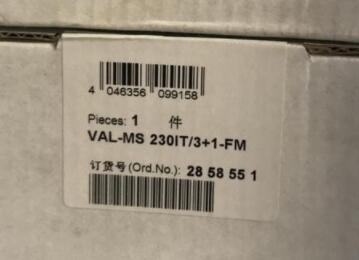 4 046356 099158
Pieces: 1 件
VAL-MS 230IT/3+1-FM
订货号(Ord.No.): 28 58 55 1